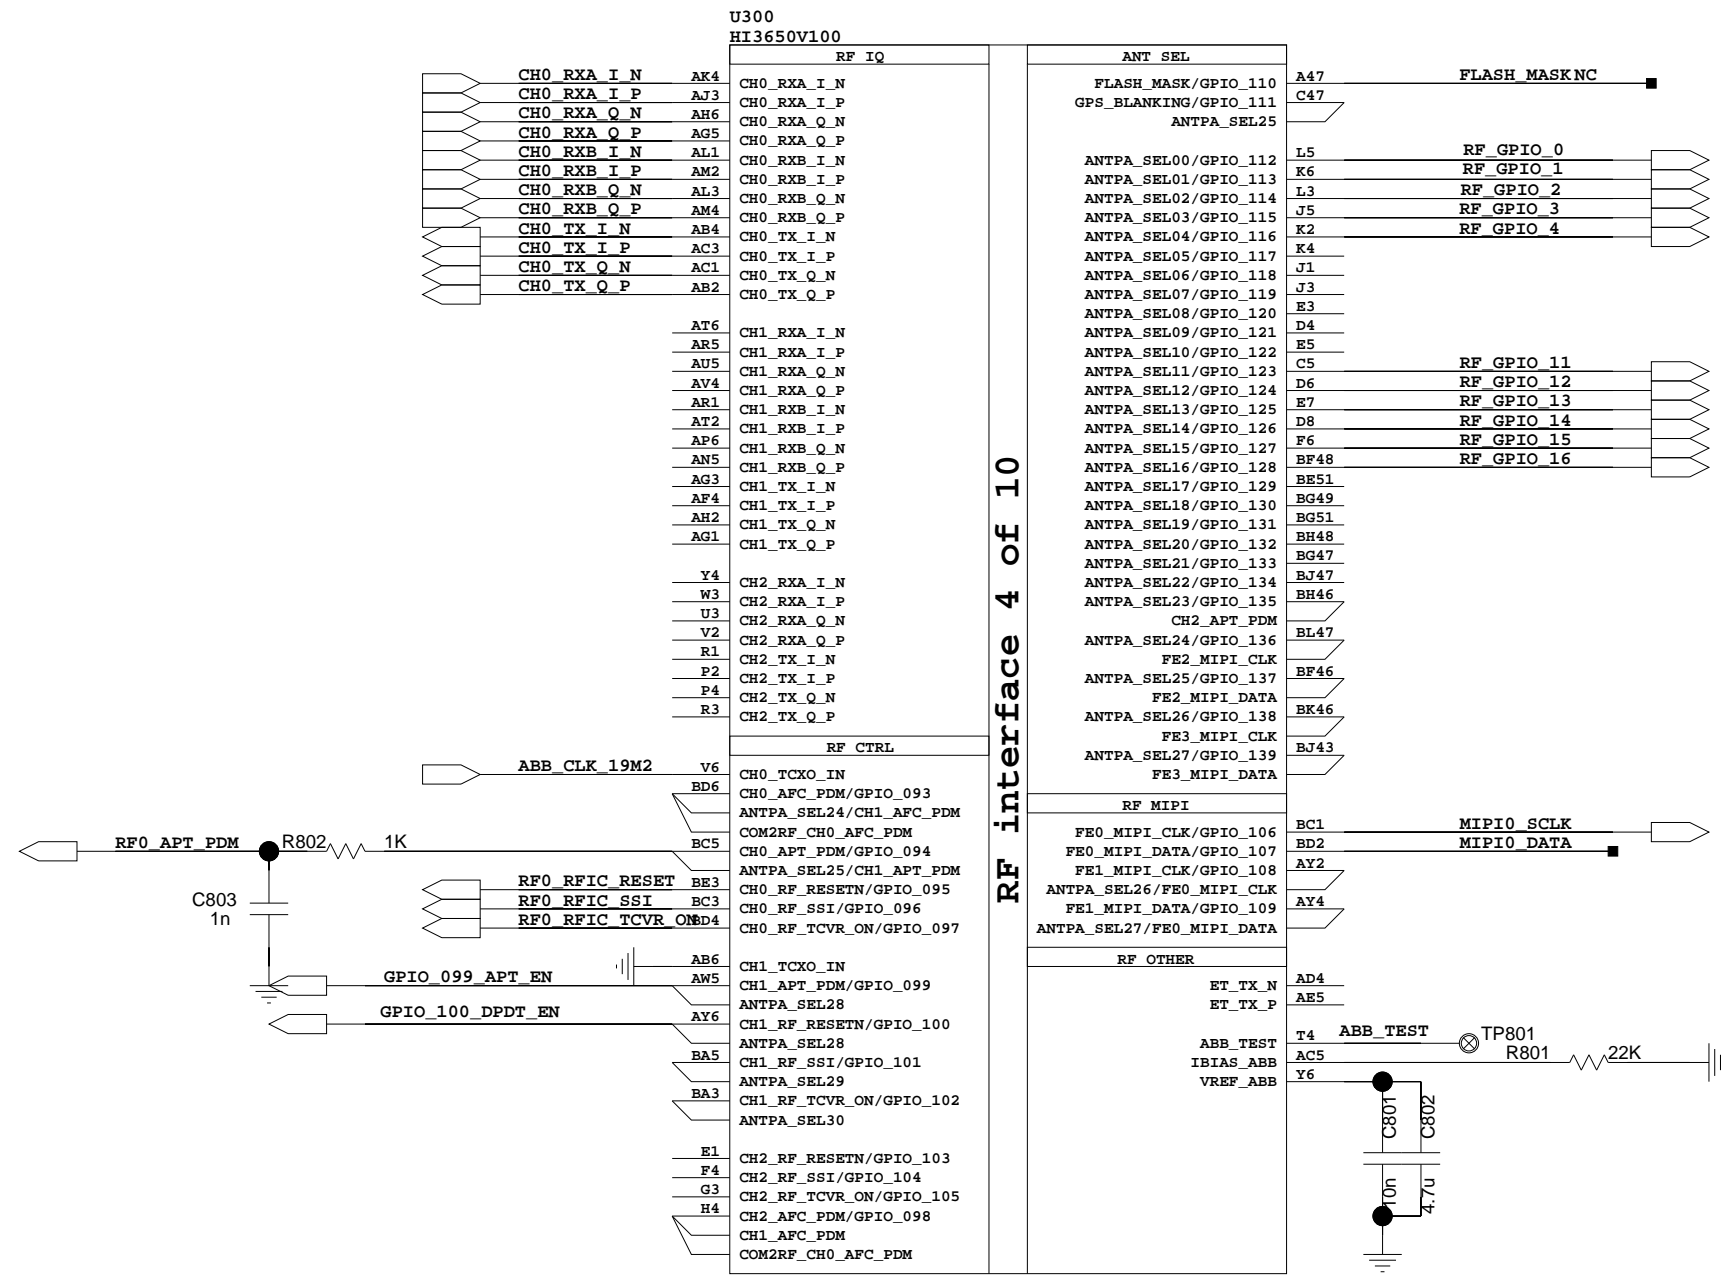 U300
HI3650V100
RF IQ
CH0_RXA_I_N AK4 CH0_RXA_I_N
CH0_RXA_I_P AJ3 CH0_RXA_I_P
CH0_RXA_Q_N AH6 CH0_RXA_Q_N
CH0_RXA_Q_P AG5 CH0_RXA_Q_P
CH0_RXB_I_N AL1 CH0_RXB_I_N
CH0_RXB_I_P AM2 CH0_RXB_I_P
CH0_RXB_Q_N AL3 CH0_RXB_Q_N
CH0_RXB_Q_P AM4 CH0_RXB_Q_P
CH0_TX_I_N AB4 CH0_TX_I_N
CH0_TX_I_P AC3 CH0_TX_I_P
CH0_TX_Q_N AC1 CH0_TX_Q_N
CH0_TX_Q_P AB2 CH0_TX_Q_P
AT6 CH1_RXA_I_N
AR5 CH1_RXA_I_P
AU5 CH1_RXA_Q_N
AV4 CH1_RXA_Q_P
AR1 CH1_RXB_I_N
AT2 CH1_RXB_I_P
AP6 CH1_RXB_Q_N
AN5 CH1_RXB_Q_P
AG3 CH1_TX_I_N
AF4 CH1_TX_I_P
AH2 CH1_TX_Q_N
AG1 CH1_TX_Q_P
Y4 CH2_RXA_I_N
W3 CH2_RXA_I_P
U3 CH2_RXA_Q_N
V2 CH2_RXA_Q_P
R1 CH2_TX_I_N
P2 CH2_TX_I_P
P4 CH2_TX_Q_N
R3 CH2_TX_Q_P
RF CTRL
ABB_CLK_19M2 V6 CH0_TCXO_IN
BD6 CH0_AFC_PDM/GPIO_093
ANTPA_SEL24/CH1_AFC_PDM
COM2RF_CH0_AFC_PDM
RF0_APT_PDM R802 1K BC5 CH0_APT_PDM/GPIO_094
ANTPA_SEL25/CH1_APT_PDM
C803
1n
RF0_RFIC_RESET BE3 CH0_RF_RESETN/GPIO_095
RF0_RFIC_SSI BC3 CH0_RF_SSI/GPIO_096
RF0_RFIC_TCVR_ON BD4 CH0_RF_TCVR_ON/GPIO_097
AB6 CH1_TCXO_IN
GPIO_099_APT_EN AW5 CH1_APT_PDM/GPIO_099
ANTPA_SEL28
GPIO_100_DPDT_EN AY6 CH1_RF_RESETN/GPIO_100
ANTPA_SEL28
BA5 CH1_RF_SSI/GPIO_101
ANTPA_SEL29
BA3 CH1_RF_TCVR_ON/GPIO_102
ANTPA_SEL30
E1 CH2_RF_RESETN/GPIO_103
F4 CH2_RF_SSI/GPIO_104
G3 CH2_RF_TCVR_ON/GPIO_105
H4 CH2_AFC_PDM/GPIO_098
CH1_AFC_PDM
COM2RF_CH0_AFC_PDM
RF interface 4 of 10
ANT SEL
FLASH_MASK/GPIO_110 A47 FLASH_MASK NC
GPS_BLANKING/GPIO_111 C47
ANTPA_SEL25
ANTPA_SEL00/GPIO_112 L5 RF_GPIO_0
ANTPA_SEL01/GPIO_113 K6 RF_GPIO_1
ANTPA_SEL02/GPIO_114 L3 RF_GPIO_2
ANTPA_SEL03/GPIO_115 J5 RF_GPIO_3
ANTPA_SEL04/GPIO_116 K2 RF_GPIO_4
ANTPA_SEL05/GPIO_117 K4
ANTPA_SEL06/GPIO_118 J1
ANTPA_SEL07/GPIO_119 J3
ANTPA_SEL08/GPIO_120 E3
ANTPA_SEL09/GPIO_121 D4
ANTPA_SEL10/GPIO_122 E5
ANTPA_SEL11/GPIO_123 C5 RF_GPIO_11
ANTPA_SEL12/GPIO_124 D6 RF_GPIO_12
ANTPA_SEL13/GPIO_125 E7 RF_GPIO_13
ANTPA_SEL14/GPIO_126 D8 RF_GPIO_14
ANTPA_SEL15/GPIO_127 F6 RF_GPIO_15
ANTPA_SEL16/GPIO_128 BF48 RF_GPIO_16
ANTPA_SEL17/GPIO_129 BE51
ANTPA_SEL18/GPIO_130 BG49
ANTPA_SEL19/GPIO_131 BG51
ANTPA_SEL20/GPIO_132 BH48
ANTPA_SEL21/GPIO_133 BG47
ANTPA_SEL22/GPIO_134 BJ47
ANTPA_SEL23/GPIO_135 BH46
CH2_APT_PDM
ANTPA_SEL24/GPIO_136 BL47
FE2_MIPI_CLK
ANTPA_SEL25/GPIO_137 BF46
FE2_MIPI_DATA
ANTPA_SEL26/GPIO_138 BK46
FE3_MIPI_CLK
ANTPA_SEL27/GPIO_139 BJ43
FE3_MIPI_DATA
RF MIPI
FE0_MIPI_CLK/GPIO_106 BC1 MIPI0_SCLK
FE0_MIPI_DATA/GPIO_107 BD2 MIPI0_DATA
FE1_MIPI_CLK/GPIO_108 AY2
ANTPA_SEL26/FE0_MIPI_CLK
FE1_MIPI_DATA/GPIO_109 AY4
ANTPA_SEL27/FE0_MIPI_DATA
RF OTHER
ET_TX_N AD4
ET_TX_P AE5
ABB_TEST T4 ABB_TEST TP801
IBIAS_ABB AC5 R801 22K
VREF_ABB Y6
C801
C802
10n
4.7u